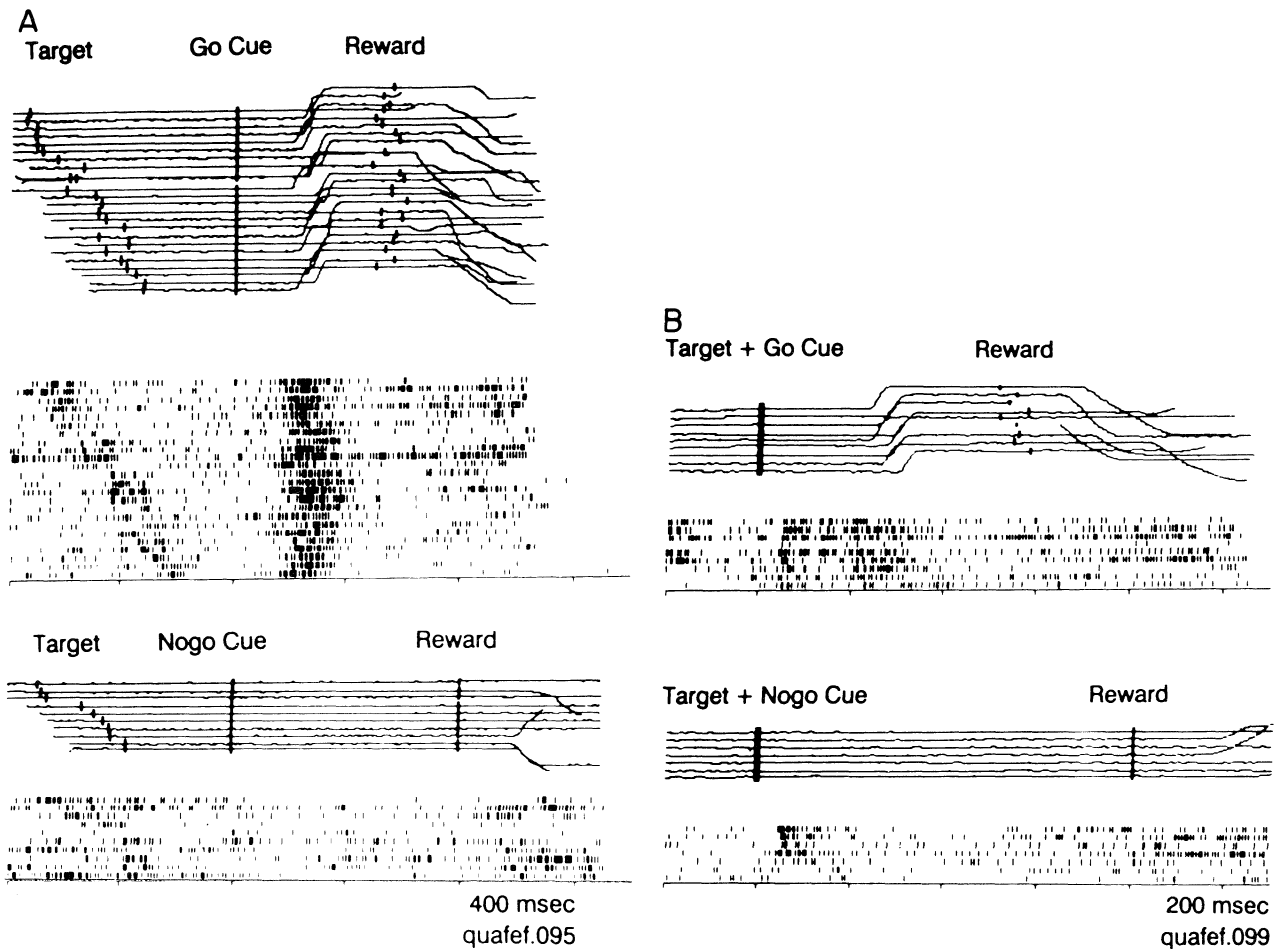 A
Target Go Cue Reward
B
Target + Go Cue Reward
Target Nogo Cue Reward
Target + Nogo Cue Reward
400 msec
quafef.095
200 msec
quafef.099